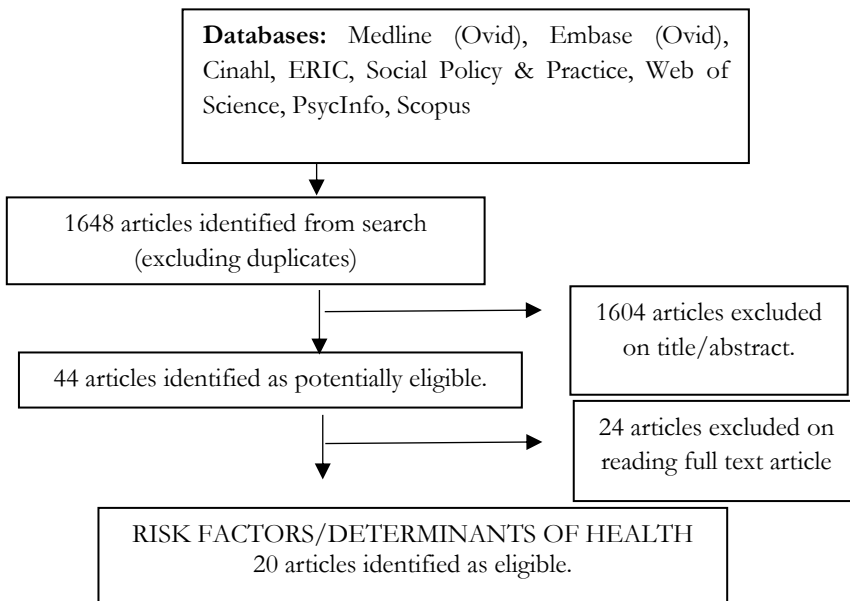 Databases: Medline (Ovid), Embase (Ovid),
Cinahl, ERIC, Social Policy & Practice, Web of
Science, PsycInfo, Scopus
1648 articles identified from search
(excluding duplicates)
1604 articles excluded
on title/abstract.
44 articles identified as potentially eligible.
24 articles excluded on
reading full text article
RISK FACTORS/DETERMINANTS OF HEALTH
20 articles identified as eligible.